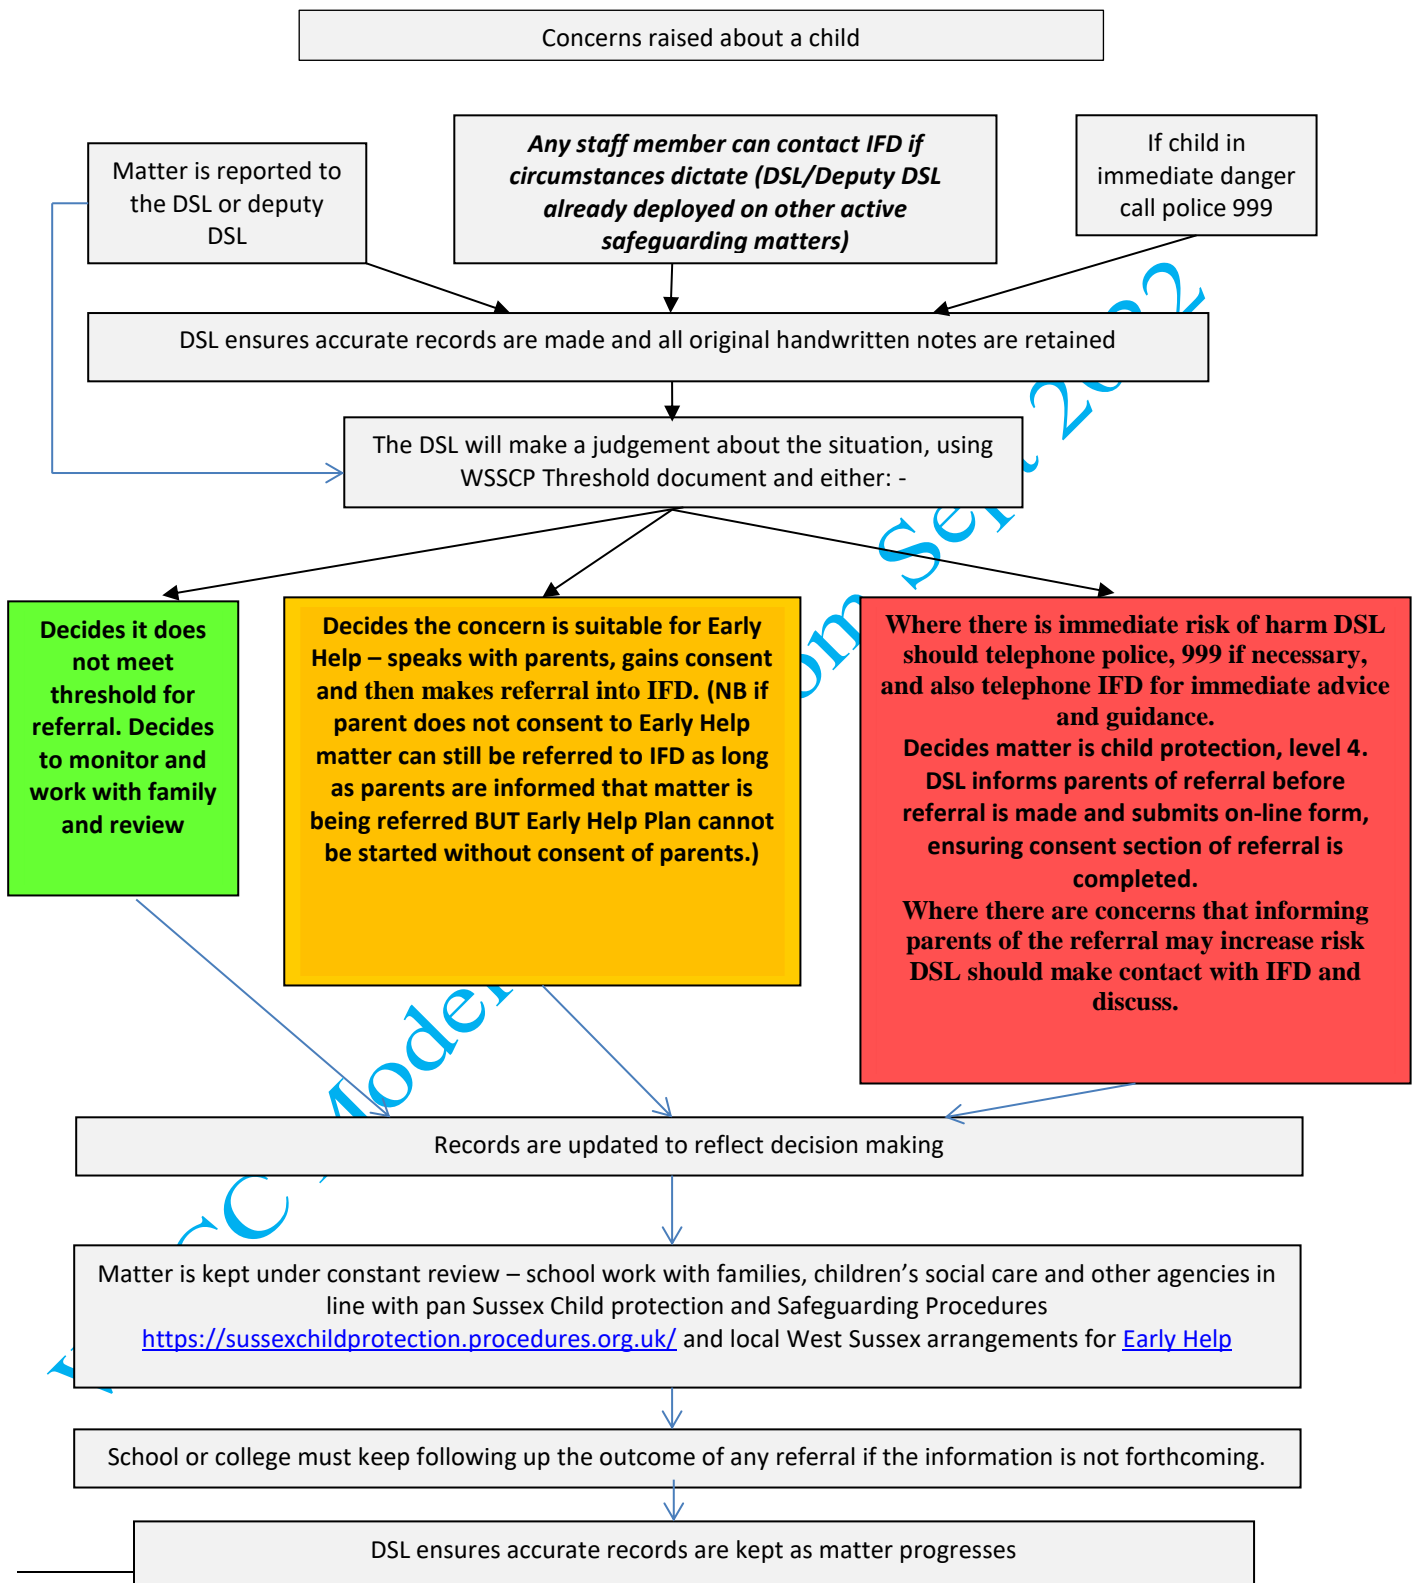 Concerns raised about a child
Matter is reported to
the DSL or deputy
DSL
Any staff member can contact IFD if
circumstances dictate (DSL/Deputy DSL
already deployed on other active
safeguarding matters)
If child in
immediate danger
call police 999
DSL ensures accurate records are made and all original handwritten notes are retained
The DSL will make a judgement about the situation, using
WSSCP Threshold document and either: -
Decides it does
not meet
threshold for
referral. Decides
to monitor and
work with family
and review
Decides the concern is suitable for Early
Help – speaks with parents, gains consent
and then makes referral into IFD. (NB if
parent does not consent to Early Help
matter can still be referred to IFD as long
as parents are informed that matter is
being referred BUT Early Help Plan cannot
be started without consent of parents.)
Where there is immediate risk of harm DSL
should telephone police, 999 if necessary,
and also telephone IFD for immediate advice
and guidance.
Decides matter is child protection, level 4.
DSL informs parents of referral before
referral is made and submits on-line form,
ensuring consent section of referral is
completed.
Where there are concerns that informing
parents of the referral may increase risk
DSL should make contact with IFD and
discuss.
Records are updated to reflect decision making
Matter is kept under constant review – school work with families, children’s social care and other agencies in
line with pan Sussex Child protection and Safeguarding Procedures
https://sussexchildprotection.procedures.org.uk/ and local West Sussex arrangements for Early Help
School or college must keep following up the outcome of any referral if the information is not forthcoming.
DSL ensures accurate records are kept as matter progresses